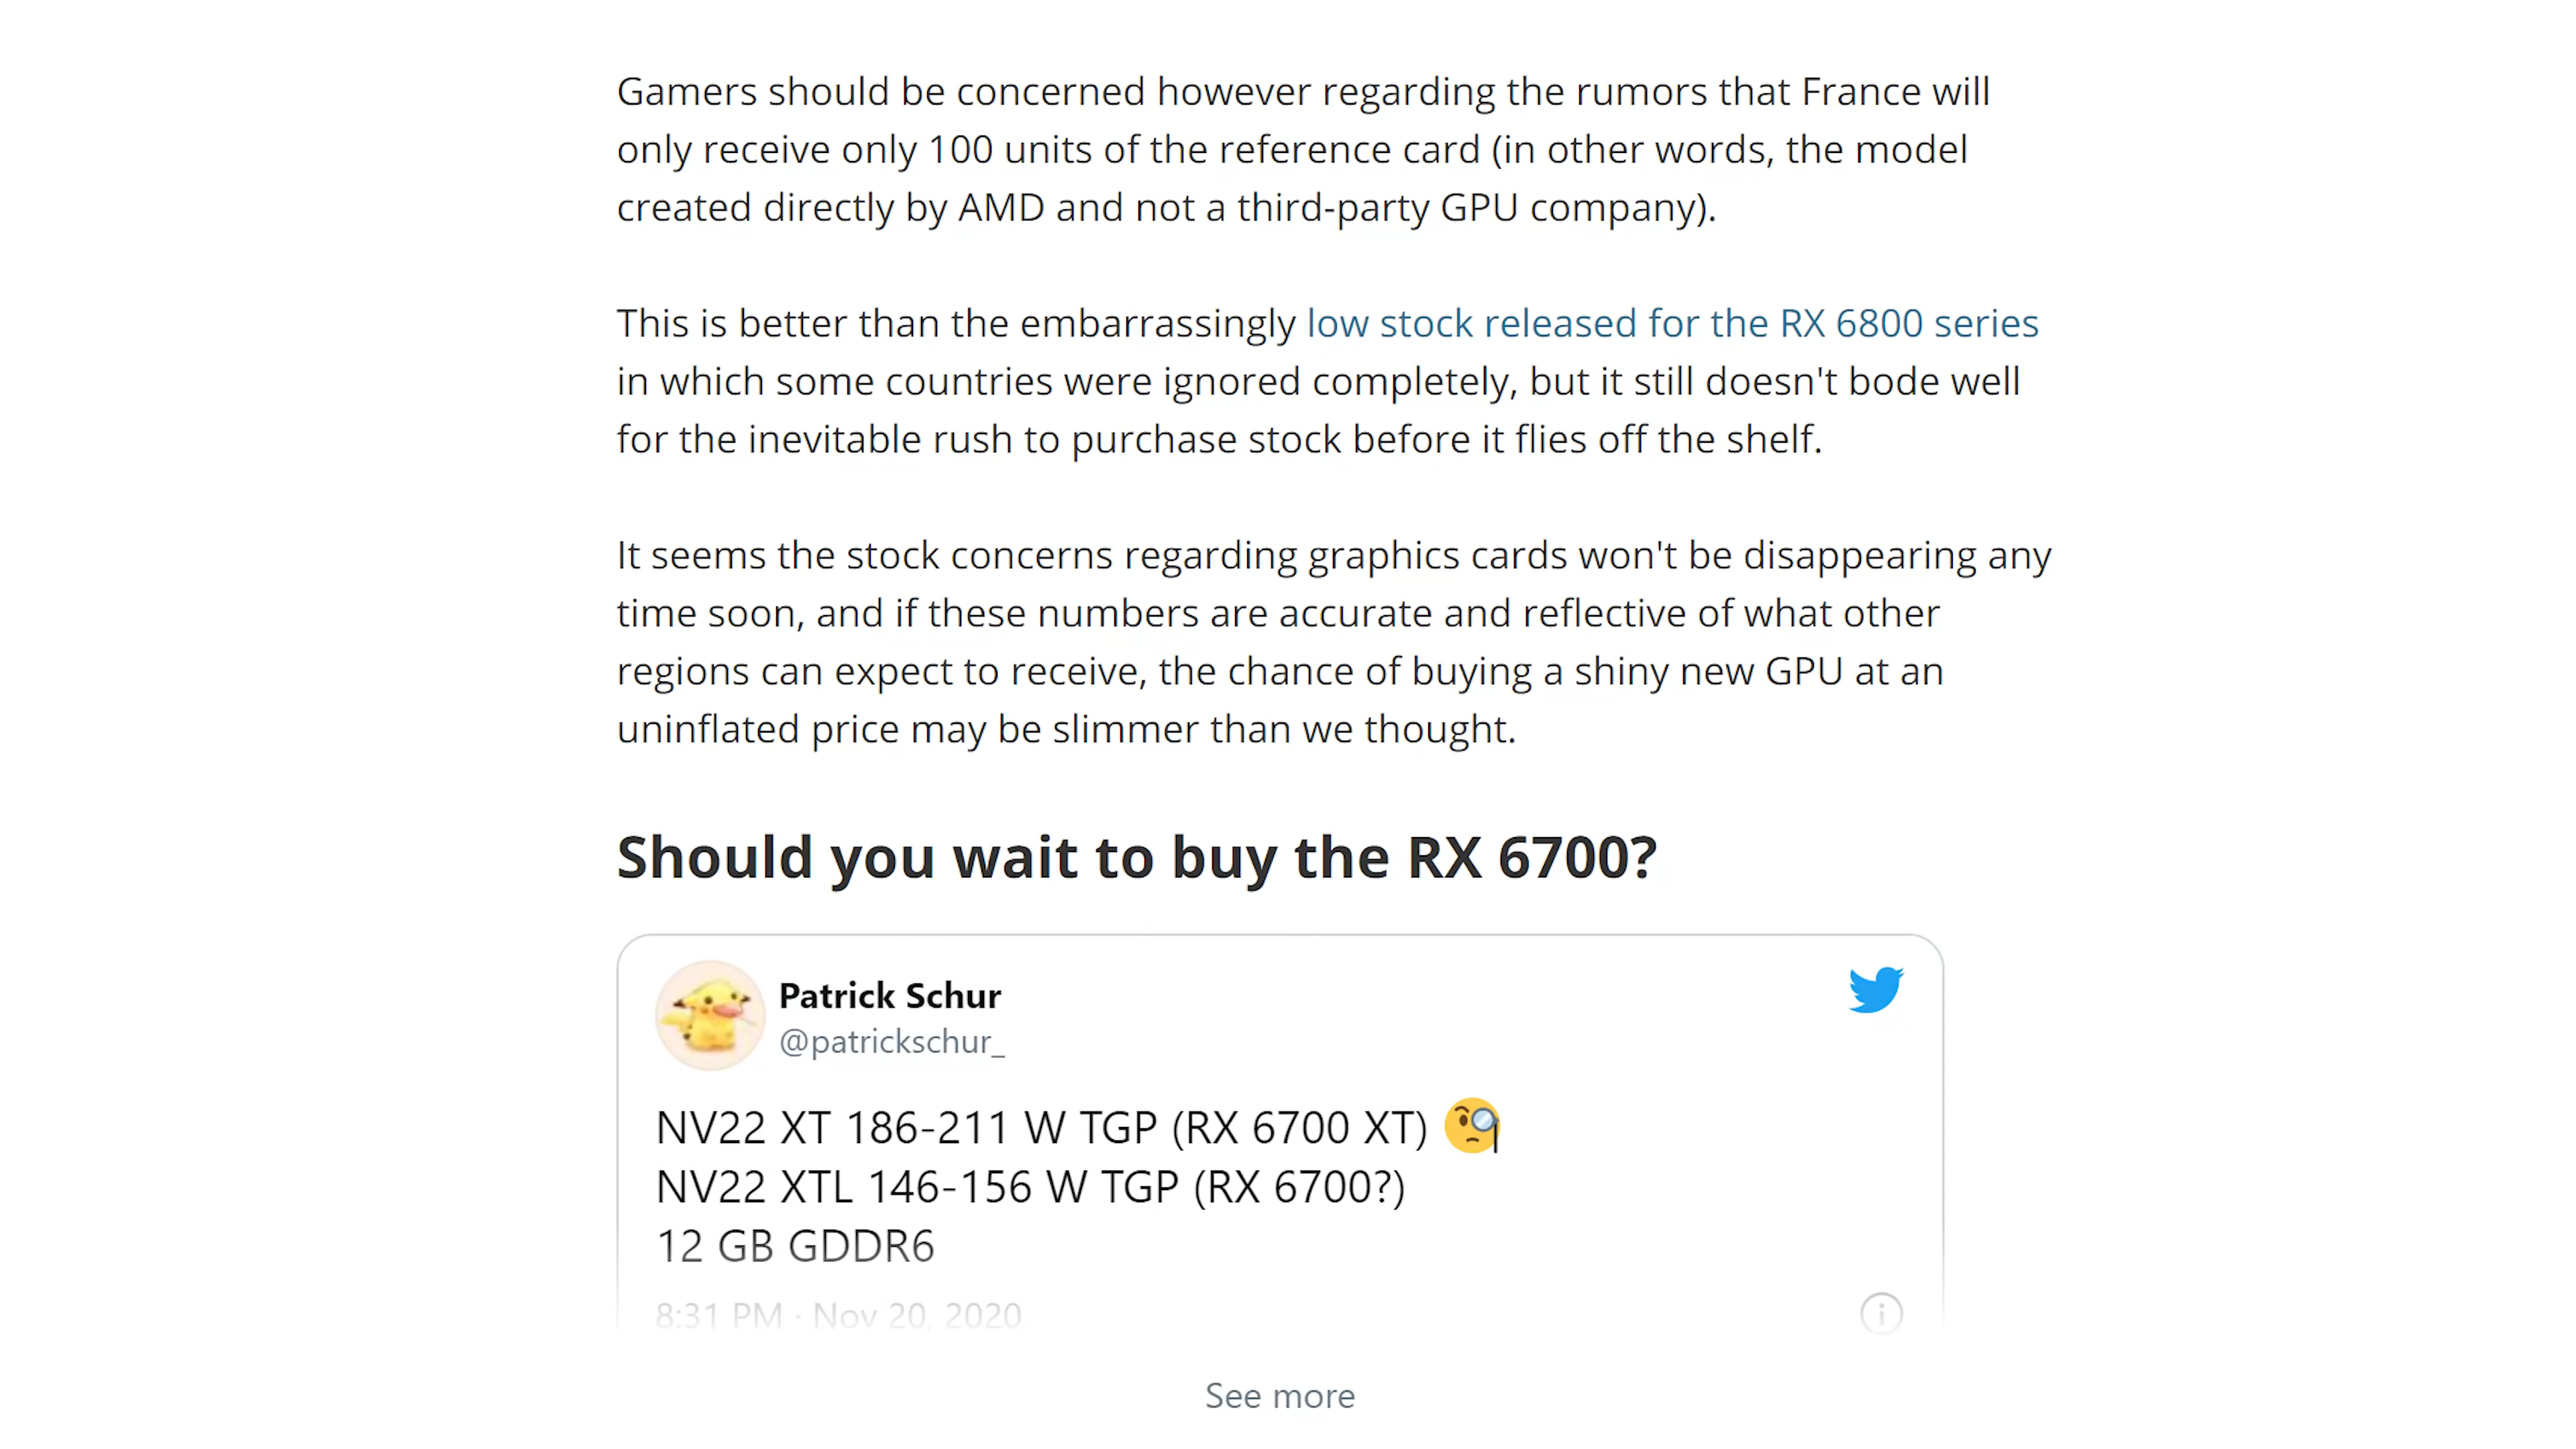 Gamers should be concerned however regarding the rumors that France will
only receive only 100 units of the reference card (in other words, the model
created directly by AMD and not a third-party GPU company).
This is better than the embarrassingly low stock released for the RX 6800 series
in which some countries were ignored completely, but it still doesn't bode well
for the inevitable rush to purchase stock before it flies off the shelf.
It seems the stock concerns regarding graphics cards won't be disappearing any
time soon, and if these numbers are accurate and reflective of what other
regions can expect to receive, the chance of buying a shiny new GPU at an
uninflated price may be slimmer than we thought.
Should you wait to buy the RX 6700?
Patrick Schur
@patrickschur_
NV22 XT 186-211 W TGP (RX 6700 XT) 🧐
NV22 XTL 146-156 W TGP (RX 6700?)
12 GB GDDR6
8:31 PM · Nov 20, 2020
See more